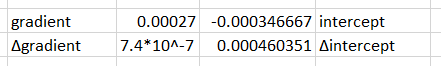 gradient 0.00027 -0.000346667 intercept
Δgradient 7.4*10^-7 0.000460351 Δintercept